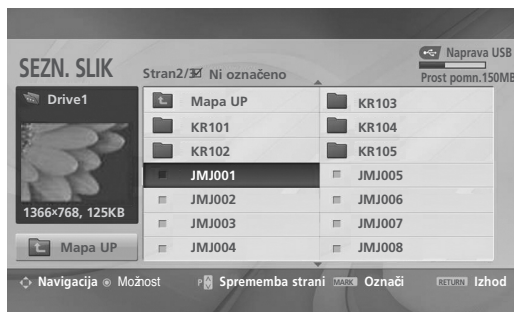 SEZN. SLIK
Stran2/3 Ni označeno
Naprava USB
Prost pomn.150MB
Drive1
1366×768, 125KB
Mapa UP
Mapa UP
KR101
KR102
JMJ001
JMJ002
JMJ003
JMJ004
KR103
KR104
KR105
JMJ005
JMJ006
JMJ007
JMJ008
Navigacija Možnost P Sprememba strani MARK Označi RETURN Izhod